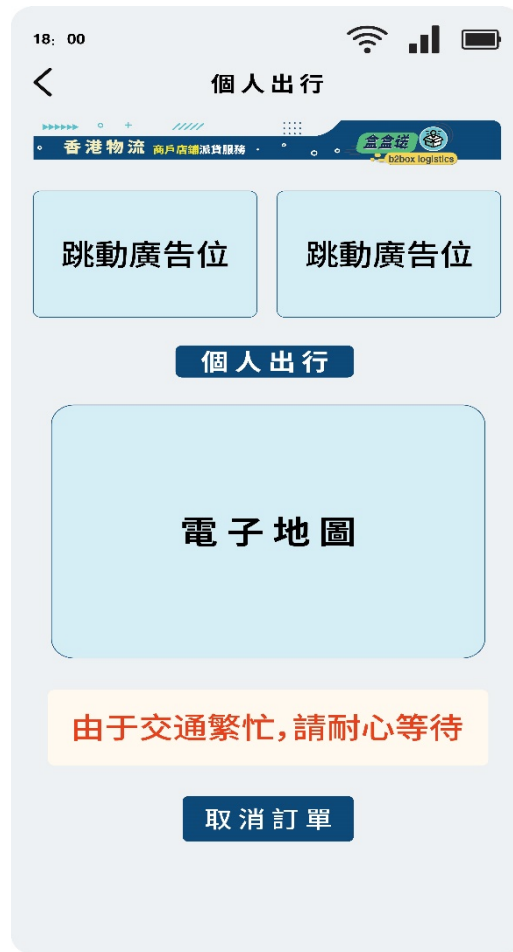 18: 00
個人出行
香港物流 商戶店鋪派貨服務
盒盒送
b2box logistics
跳動廣告位 跳動廣告位
個人出行
電子地圖
由于交通繁忙,請耐心等待
取消訂單